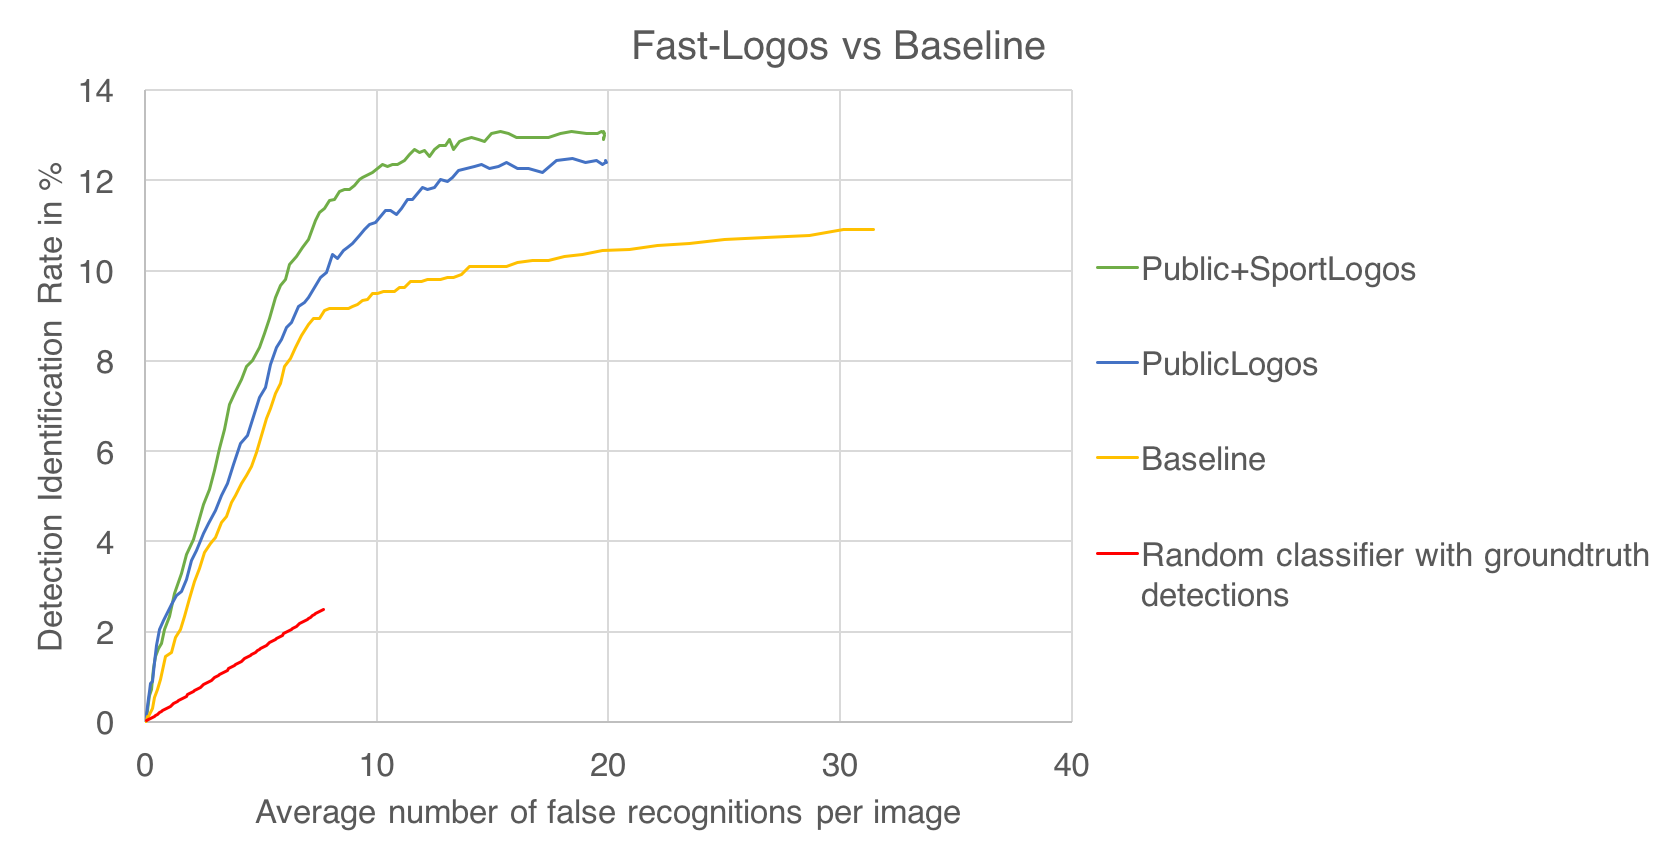 Fast-Logos vs Baseline
14
12
10
8
6
4
2
0
Detection Identification Rate in %
0 10 20 30 40
Average number of false recognitions per image
Public+SportLogos
PublicLogos
Baseline
Random classifier with groundtruth
detections